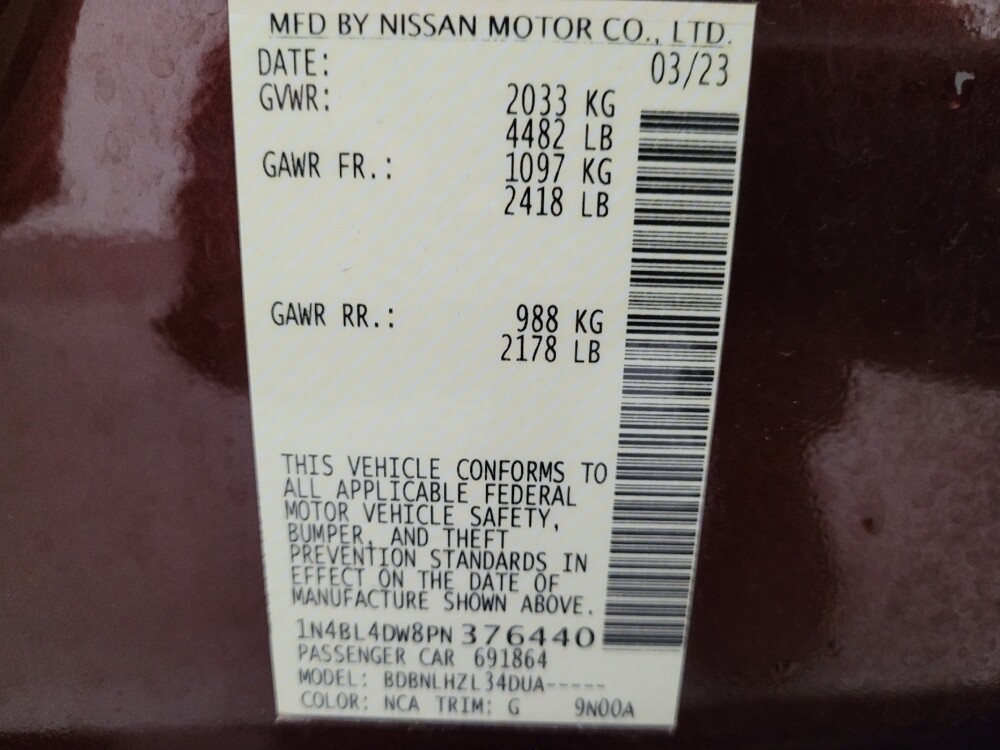 MFD BY NISSAN MOTOR CO., LTD.
DATE: 03/23
GVWR: 2033 KG
4482 LB
GAWR FR.: 1097 KG
2418 LB
GAWR RR.: 988 KG
2178 LB
THIS VEHICLE CONFORMS TO
ALL APPLICABLE FEDERAL
MOTOR VEHICLE SAFETY,
BUMPER, AND THEFT
PREVENTION STANDARDS IN
EFFECT ON THE DATE OF
MANUFACTURE SHOWN ABOVE.
1N4BL4DW8PN376440
PASSENGER CAR 691864
MODEL: BDBNLHZL34DUA-----
COLOR: NCA TRIM: G 9N00A